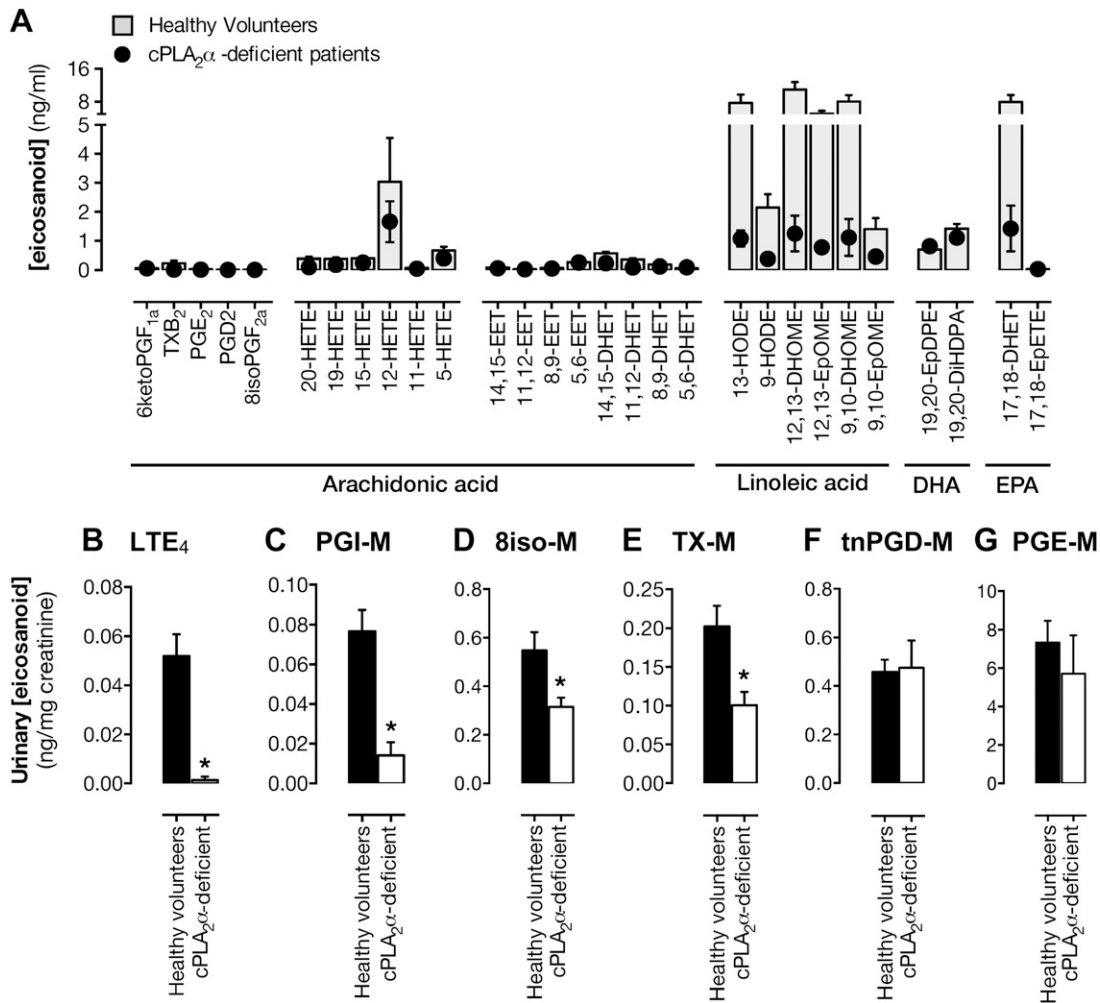 A
Healthy Volunteers
cPLA2α -deficient patients
[eicosanoid] (ng/ml)
16
8
5
4
3
2
1
0
6ketoPGF1a
TXB2
PGE2
PGD2
8isoPGF2a
20-HETE
19-HETE
15-HETE
12-HETE
11-HETE
5-HETE
14,15-EET
11,12-EET
8,9-EET
5,6-EET
14,15-DHET
11,12-DHET
8,9-DHET
5,6-DHET
13-HODE
9-HODE
12,13-DHOME
12,13-EpOME
9,10-DHOME
9,10-EpOME
19,20-EpDPE
19,20-DiHDPA
17,18-DHET
17,18-EpETE
Arachidonic acid
Linoleic acid
DHA
EPA
Urinary [eicosanoid]
(ng/mg creatinine)
B LTE4
0.08
0.06
0.04
0.02
0.00
*
Healthy volunteers
cPLA2α-deficient
C PGI-M
0.10
0.08
0.06
0.04
0.02
0.00
*
Healthy volunteers
cPLA2α-deficient
D 8iso-M
0.8
0.6
0.4
0.2
0.0
*
Healthy volunteers
cPLA2α-deficient
E TX-M
0.25
0.20
0.15
0.10
0.05
0.00
*
Healthy volunteers
cPLA2α-deficient
F tnPGD-M
0.8
0.6
0.4
0.2
0.0
Healthy volunteers
cPLA2α-deficient
G PGE-M
10
8
6
4
2
0
Healthy volunteers
cPLA2α-deficient